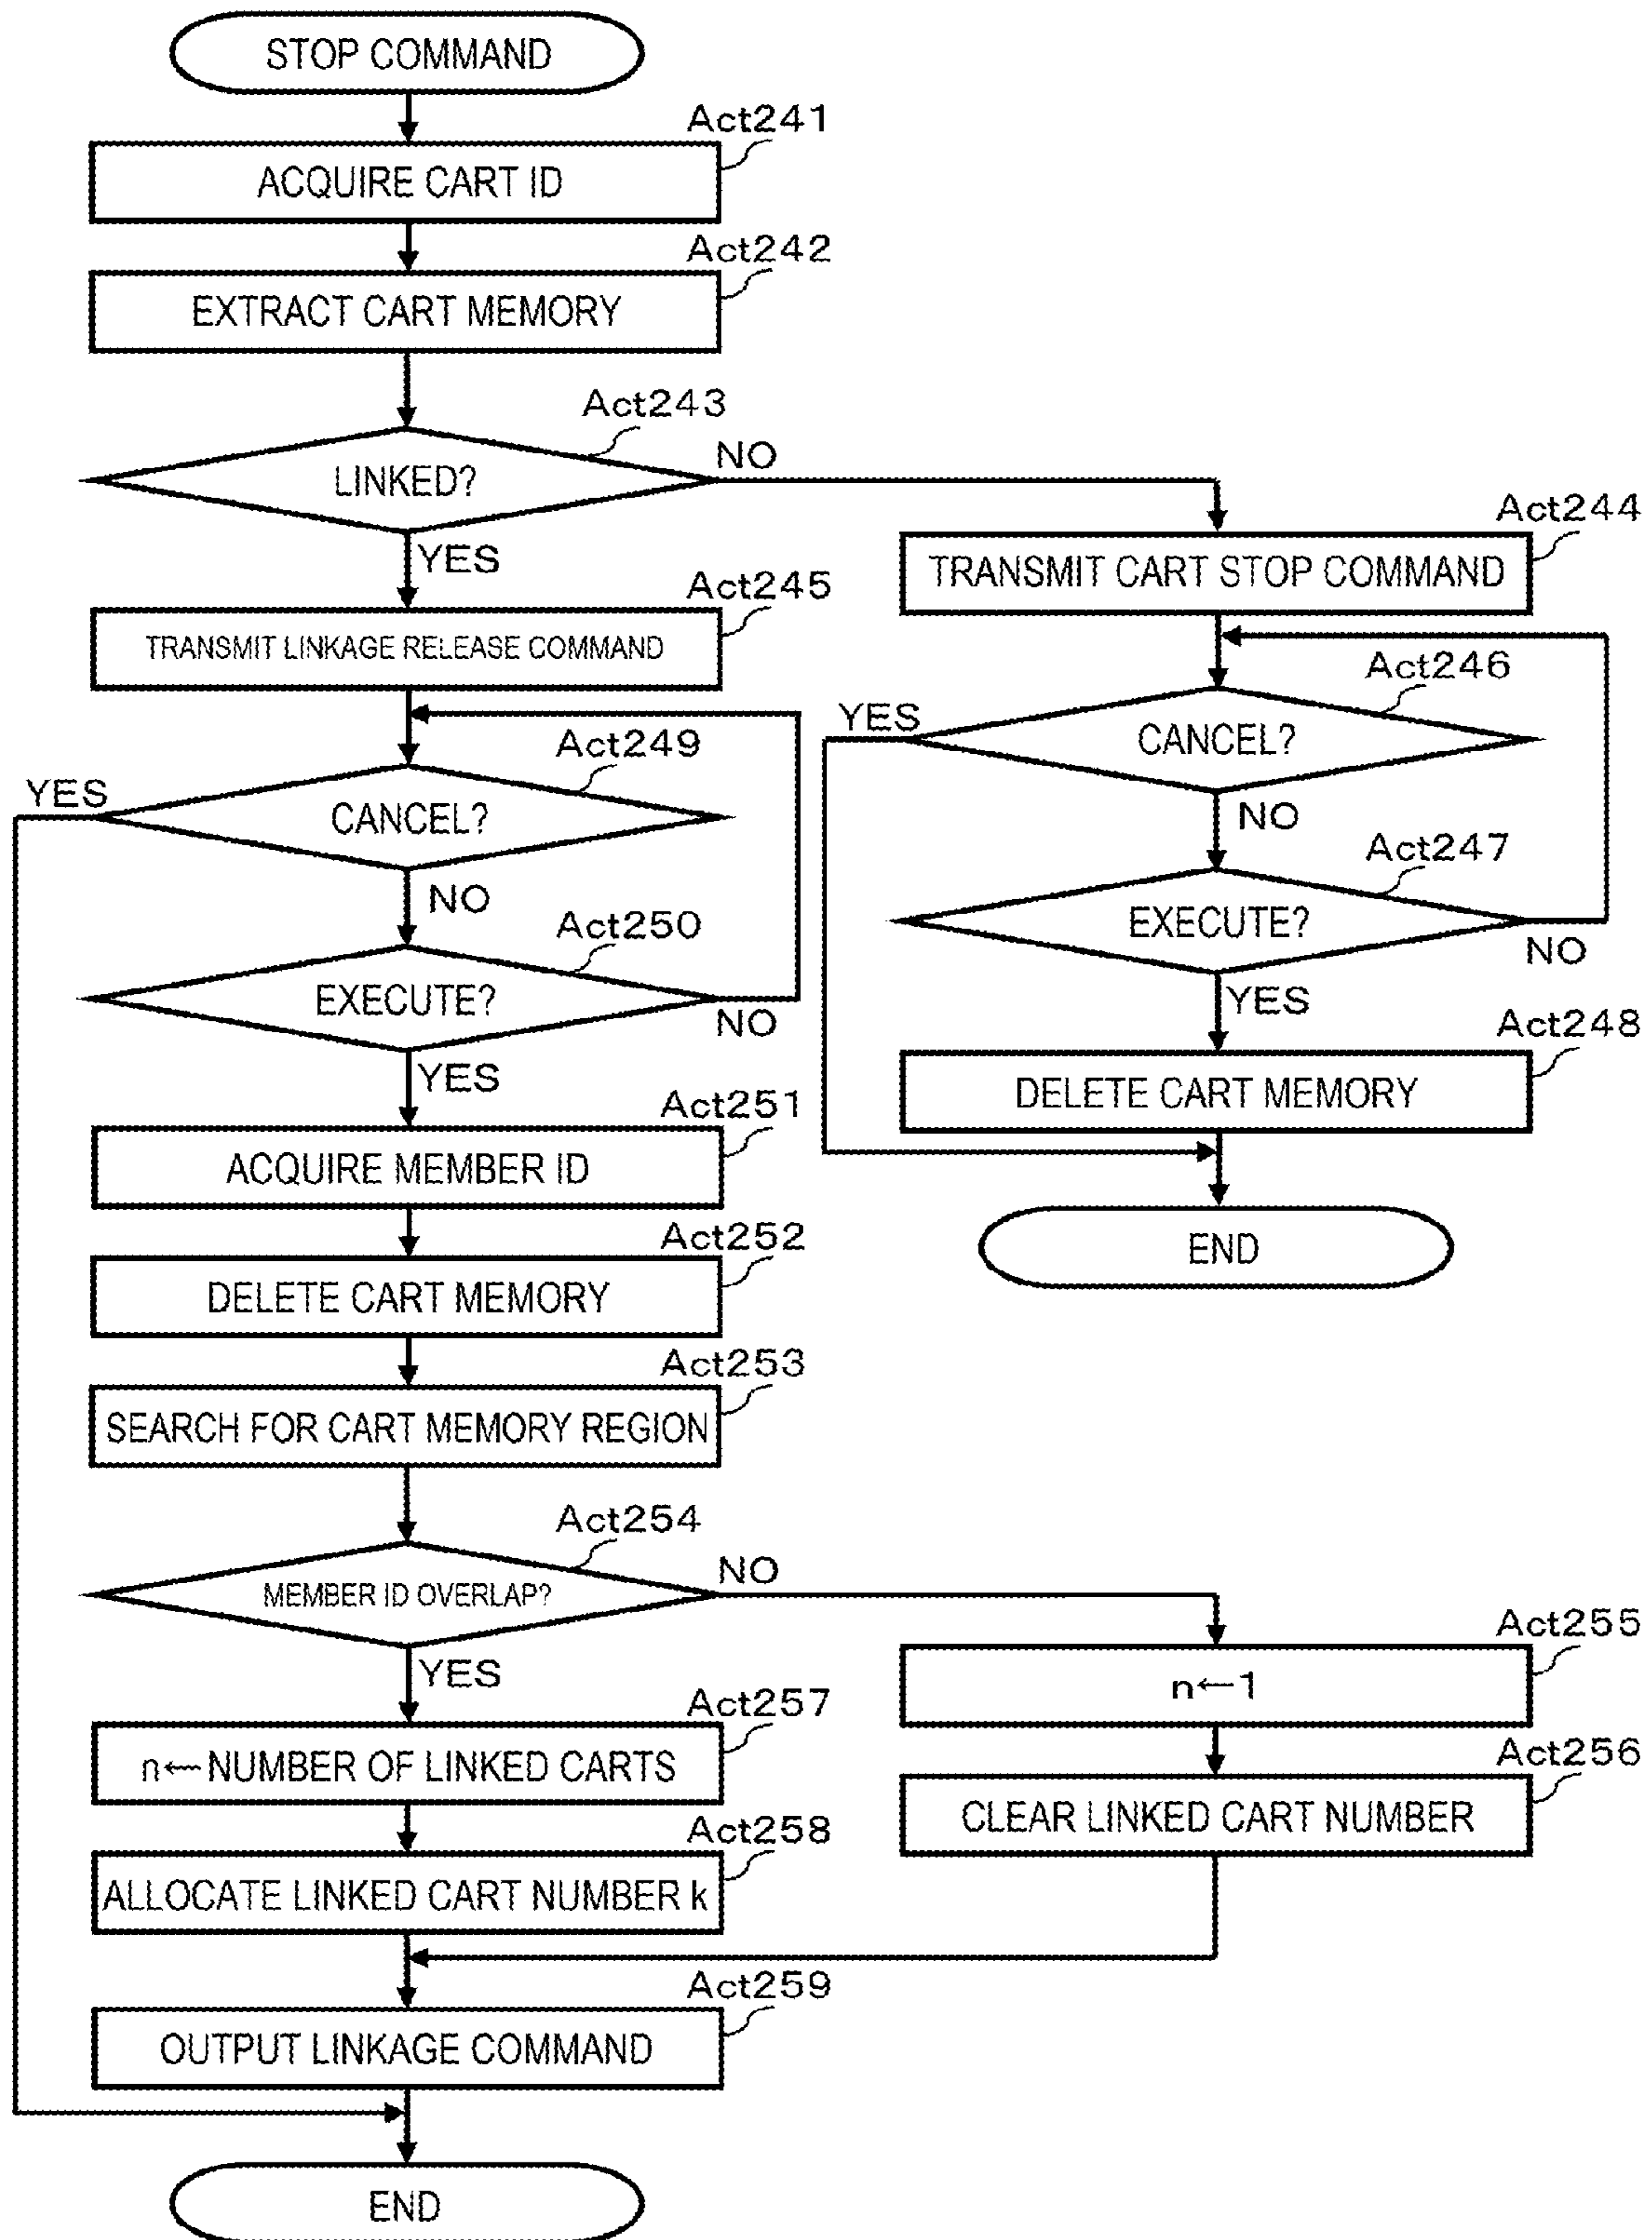 STOP COMMAND
Act241
ACQUIRE CART ID
Act242
EXTRACT CART MEMORY
Act243
LINKED?
NO
YES
Act244
TRANSMIT CART STOP COMMAND
Act245
TRANSMIT LINKAGE RELEASE COMMAND
Act246
CANCEL?
YES
NO
Act247
EXECUTE?
NO
YES
Act248
DELETE CART MEMORY
END
Act249
CANCEL?
YES
NO
Act250
EXECUTE?
NO
YES
Act251
ACQUIRE MEMBER ID
Act252
DELETE CART MEMORY
Act253
SEARCH FOR CART MEMORY REGION
Act254
MEMBER ID OVERLAP?
NO
YES
Act255
n←1
Act256
CLEAR LINKED CART NUMBER
Act257
n←NUMBER OF LINKED CARTS
Act258
ALLOCATE LINKED CART NUMBER k
Act259
OUTPUT LINKAGE COMMAND
END